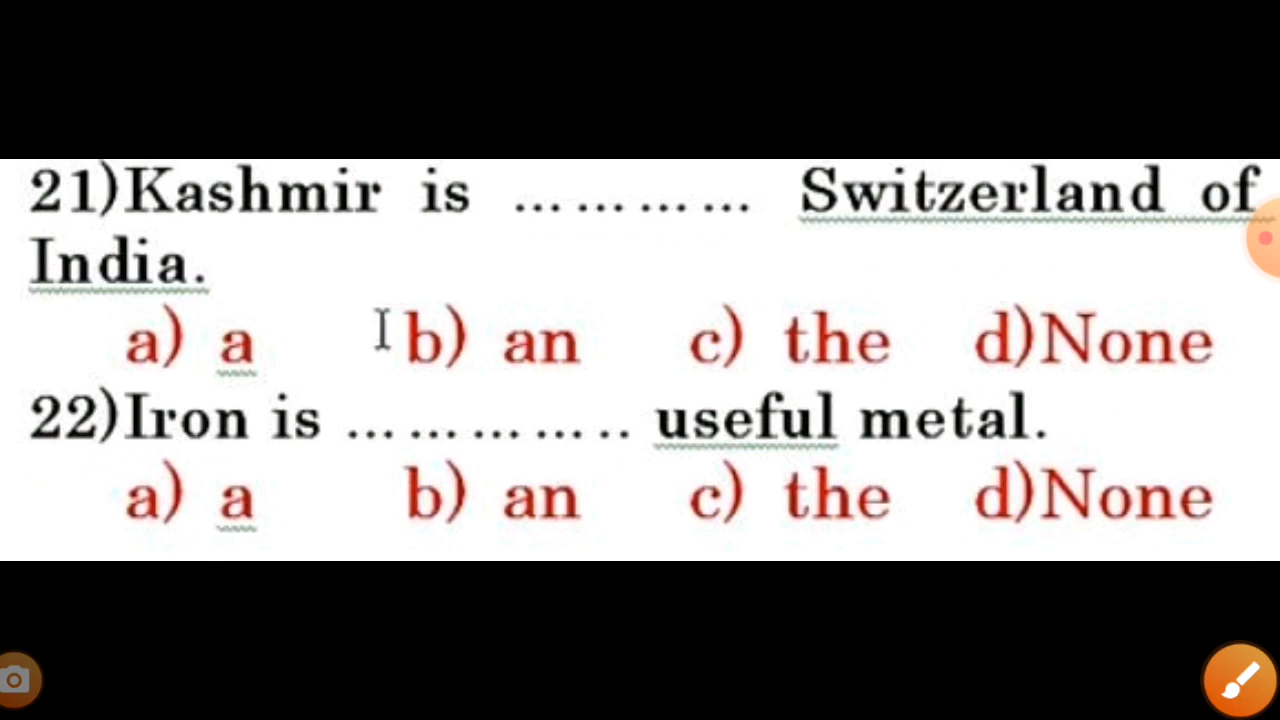 21)Kashmir is ………… Switzerland of
India.
a) a b) an c) the d)None
22)Iron is ………….. useful metal.
a) a b) an c) the d)None